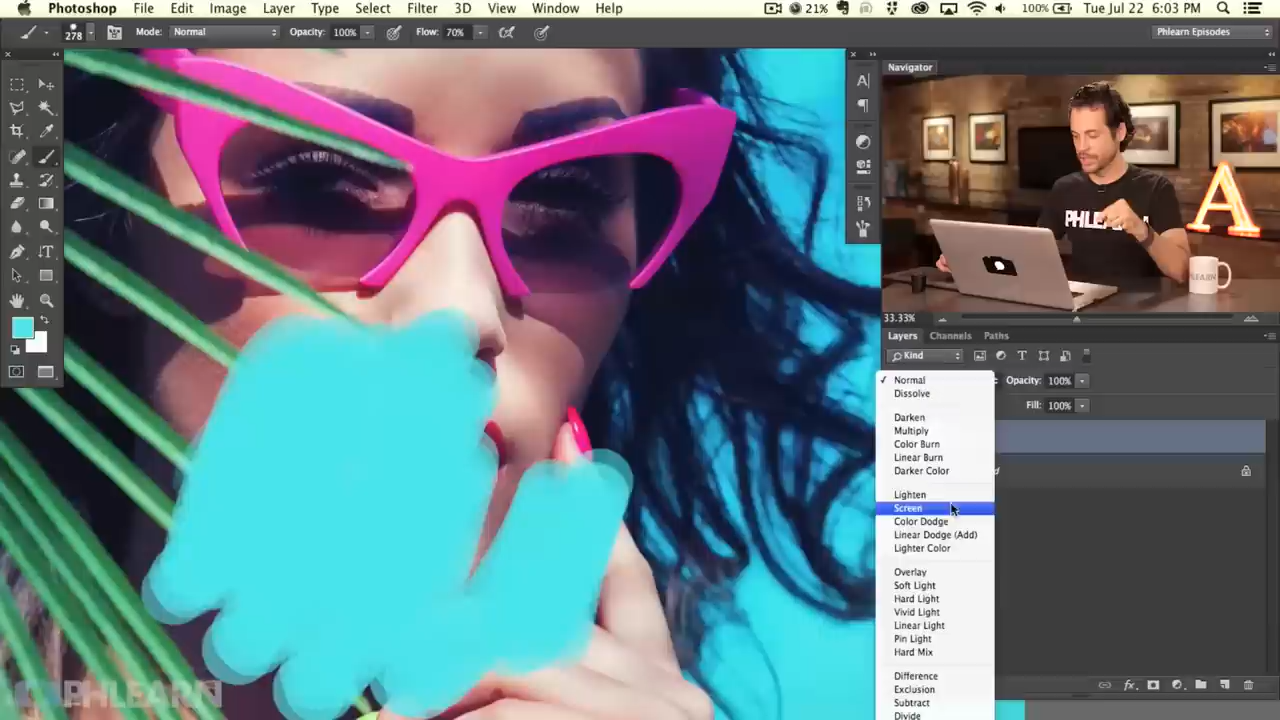 Photoshop File Edit Image Layer Type Select Filter 3D View Window Help 21% 100% Tue Jul 22 6:03 PM
278 Mode: Normal Opacity: 100% Flow: 70% Phlearn Episodes
Navigator
PHLEARN
A
PHLEARN
33.33%
Layers Channels Paths
Kind
✓ Normal
Opacity: 100%
Dissolve
Fill: 100%
Darken
Multiply
Color Burn
Linear Burn
Darker Color
Lighten
Screen
Color Dodge
Linear Dodge (Add)
Lighter Color
Overlay
Soft Light
Hard Light
Vivid Light
Linear Light
Pin Light
Hard Mix
Difference
Exclusion
Subtract
Divide
PHLEARN